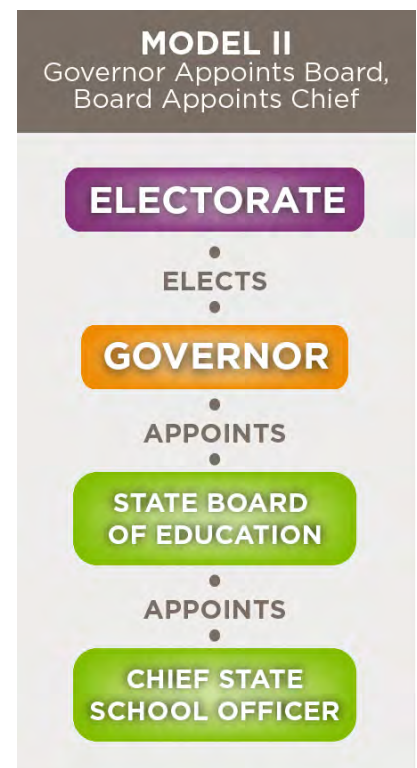 MODEL II
Governor Appoints Board,
Board Appoints Chief
ELECTORATE
ELECTS
GOVERNOR
APPOINTS
STATE BOARD
OF EDUCATION
APPOINTS
CHIEF STATE
SCHOOL OFFICER